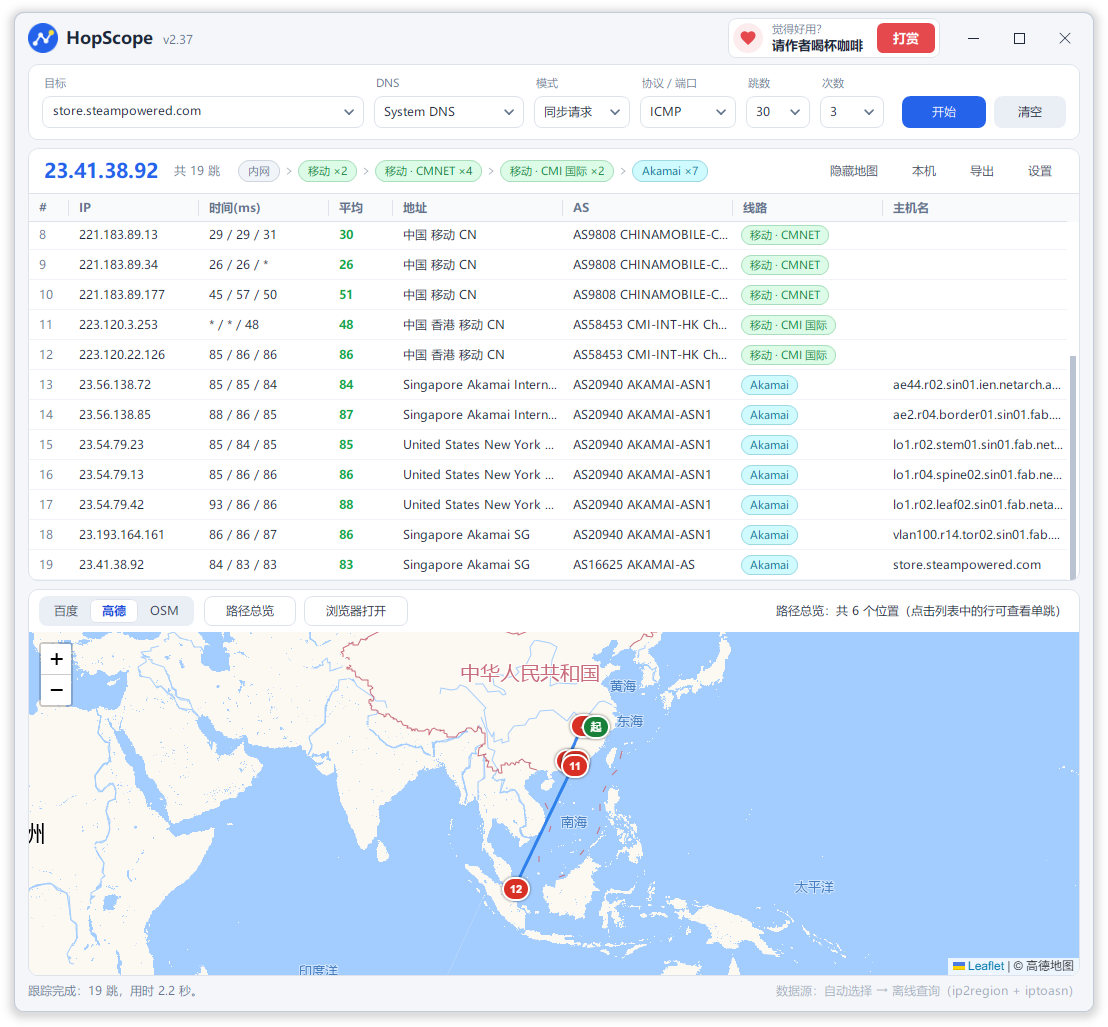 HopScope v2.37
觉得好用?
请作者喝杯咖啡
打赏
目标 DNS 模式 协议 / 端口 跳数 次数
store.steampowered.com System DNS 同步请求 ICMP 30 3 开始 清空
23.41.38.92 共 19 跳 内网 > 移动 ×2 > 移动 · CMNET ×4 > 移动 · CMI 国际 ×2 > Akamai ×7 隐藏地图 本机 导出 设置
# IP 时间(ms) 平均 地址 AS 线路 主机名
8 221.183.89.13 29 / 29 / 31 30 中国 移动 CN AS9808 CHINAMOBILE-C... 移动 · CMNET
9 221.183.89.34 26 / 26 / * 26 中国 移动 CN AS9808 CHINAMOBILE-C... 移动 · CMNET
10 221.183.89.177 45 / 57 / 50 51 中国 移动 CN AS9808 CHINAMOBILE-C... 移动 · CMNET
11 223.120.3.253 * / * / 48 48 中国 香港 移动 CN AS58453 CMI-INT-HK Ch... 移动 · CMI 国际
12 223.120.22.126 85 / 86 / 86 86 中国 香港 移动 CN AS58453 CMI-INT-HK Ch... 移动 · CMI 国际
13 23.56.138.72 85 / 85 / 84 84 Singapore Akamai Intern... AS20940 AKAMAI-ASN1 Akamai ae44.r02.sin01.ien.netarch.a...
14 23.56.138.85 88 / 86 / 85 87 Singapore Akamai Intern... AS20940 AKAMAI-ASN1 Akamai ae2.r04.border01.sin01.fab....
15 23.54.79.23 85 / 84 / 85 85 United States New York ... AS20940 AKAMAI-ASN1 Akamai lo1.r02.stem01.sin01.fab.net...
16 23.54.79.13 85 / 86 / 86 86 United States New York ... AS20940 AKAMAI-ASN1 Akamai lo1.r04.spine02.sin01.fab.ne...
17 23.54.79.42 93 / 86 / 86 88 United States New York ... AS20940 AKAMAI-ASN1 Akamai lo1.r02.leaf02.sin01.fab.neta...
18 23.193.164.161 86 / 86 / 87 86 Singapore Akamai SG AS20940 AKAMAI-ASN1 Akamai vlan100.r14.tor02.sin01.fab....
19 23.41.38.92 84 / 83 / 83 83 Singapore Akamai SG AS16625 AKAMAI-AS Akamai store.steampowered.com
百度 高德 OSM 路径总览 浏览器打开 路径总览：共 6 个位置（点击列表中的行可查看单跳）
+
−
中华人民共和国
黄海
东海
起
11
南海
州
12
太平洋
印度洋
Leaflet | © 高德地图
跟踪完成：19 跳，用时 2.2 秒。 数据源：自动选择 → 离线查询（ip2region + iptoasn）